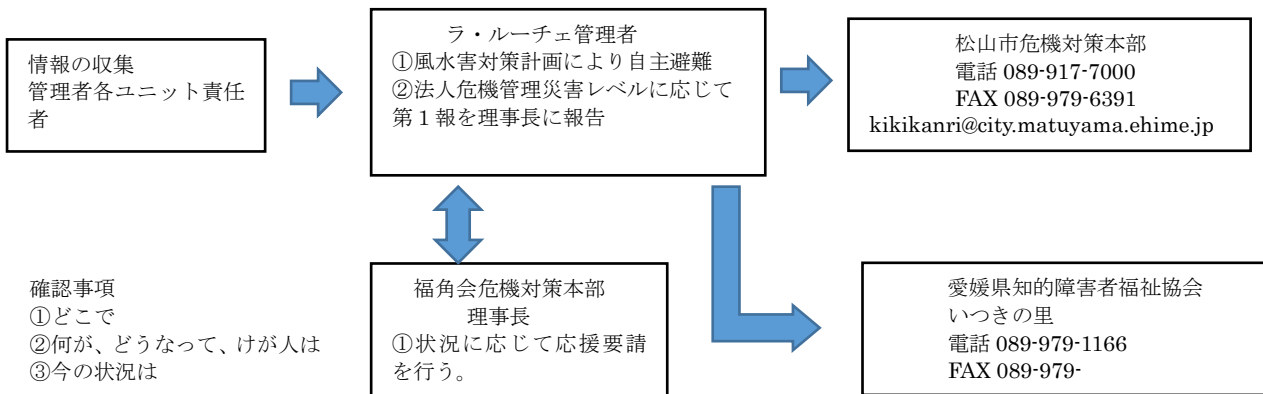 情報の収集
管理者各ユニット責任
者
ラ・ルーチェ管理者
①風水害対策計画により自主避難
②法人危機管理災害レベルに応じて
第１報を理事長に報告
松山市危機対策本部
電話 089-917-7000
FAX 089-979-6391
kikikanri@city.matuyama.ehime.jp
確認事項
①どこで
②何が、どうなって、けが人は
③今の状況は
福角会危機対策本部
理事長
①状況に応じて応援要請
を行う。
愛媛県知的障害者福祉協会
いつきの里
電話 089-979-1166
FAX 089-979-